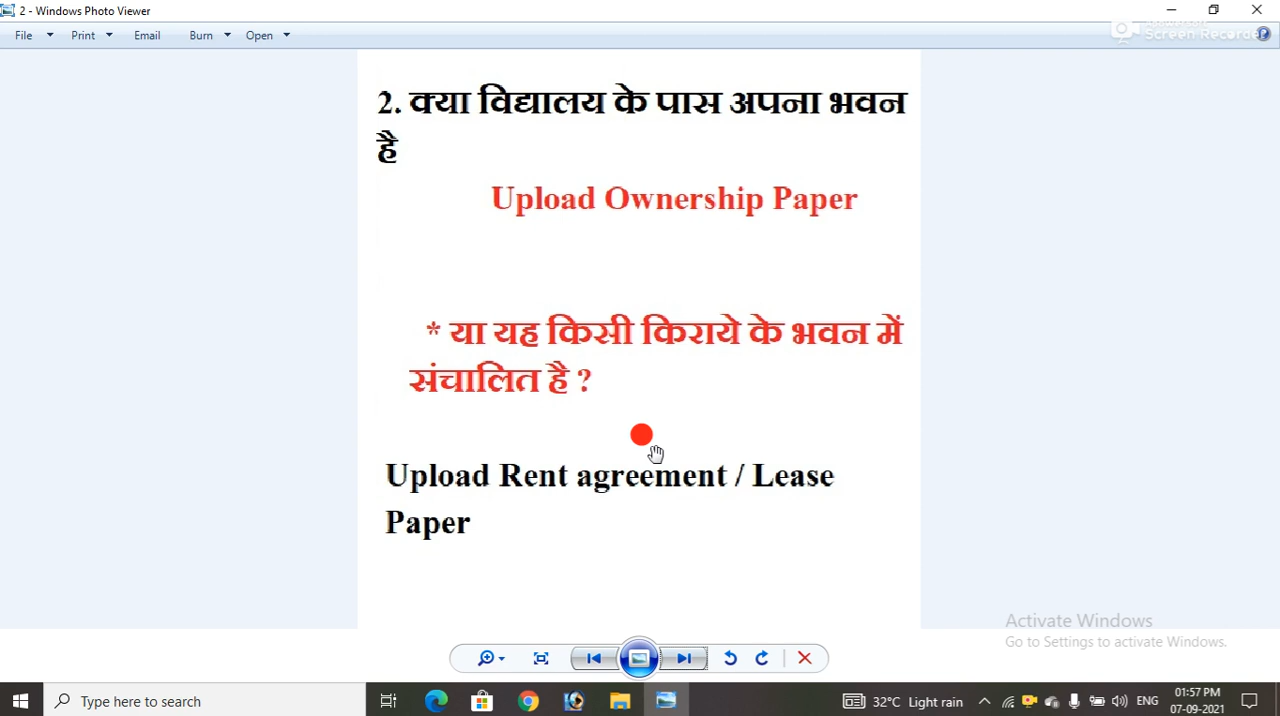 2 - Windows Photo Viewer
File Print Email Burn Open
Screen Recorder
2. क्या विद्यालय के पास अपना भवन
है
Upload Ownership Paper
* या यह किसी किराये के भवन में
संचालित है ?
Upload Rent agreement / Lease
Paper
Activate Windows
Go to Settings to activate Windows.
Type here to search
32°C Light rain
ENG
01:57 PM
07-09-2021